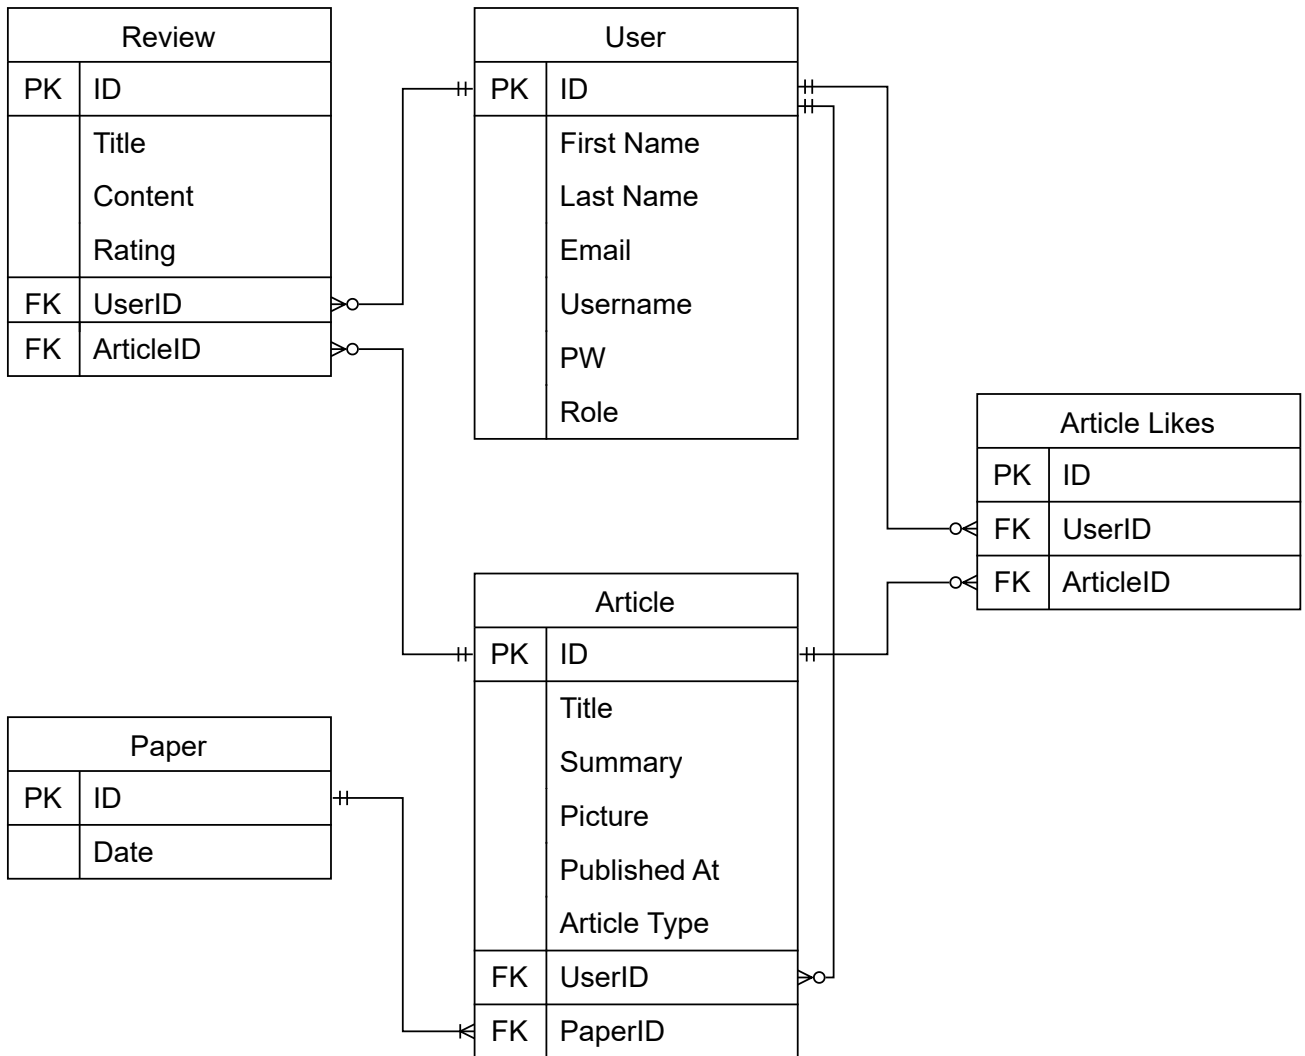 Review
PK ID
Title
Content
Rating
FK UserID
FK ArticleID
User
PK ID
First Name
Last Name
Email
Username
PW
Role
Article Likes
PK ID
FK UserID
FK ArticleID
Article
PK ID
Title
Summary
Picture
Published At
Article Type
FK UserID
FK PaperID
Paper
PK ID
Date